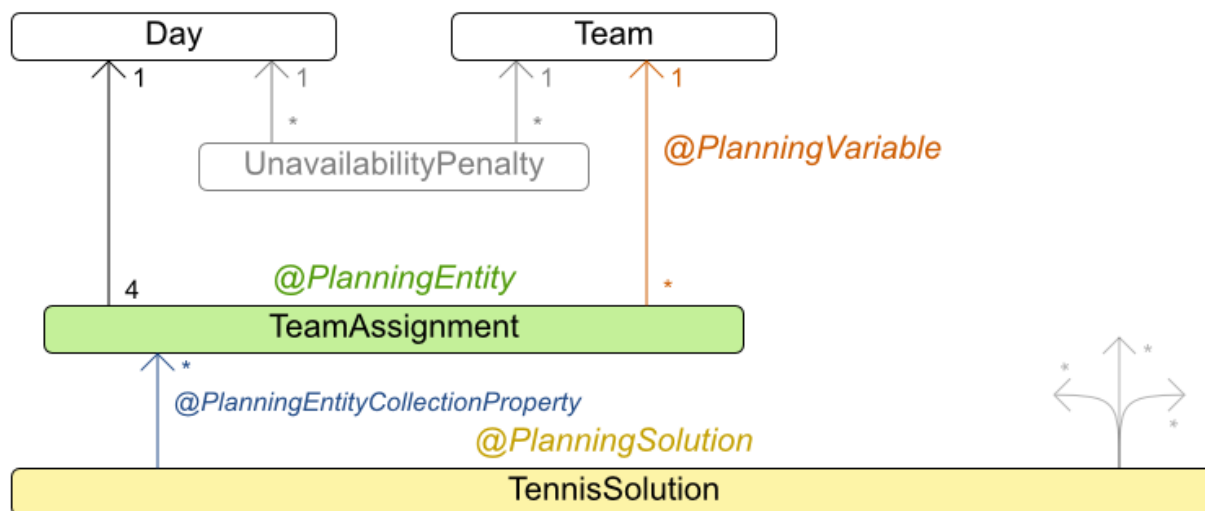 Day
Team
1
1
1
1
*
*
@PlanningVariable
UnavailabilityPenalty
@PlanningEntity
4
*
TeamAssignment
*
*
*
@PlanningEntityCollectionProperty
*
@PlanningSolution
TennisSolution